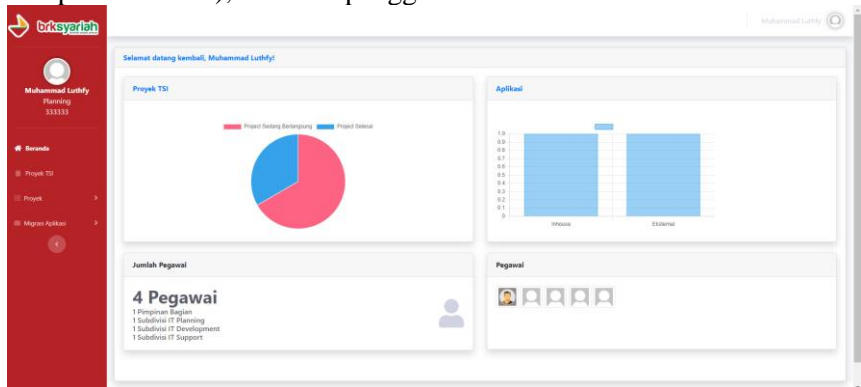 brksyariah
Muhammad Luthfy
Muhammad Luthfy
Planning
333333
Beranda
Proyek TSI
Proyek
Migrasi Aplikasi
Selamat datang kembali, Muhammad Luthfy!
Proyek TSI
Project Sedang Berlangsung
Project Selesai
Aplikasi
1.0
0.9
0.8
0.7
0.6
0.5
0.4
0.3
0.2
0.1
0
Inhouse
Eksternal
Jumlah Pegawai
4 Pegawai
1 Pimpinan Bagian
1 Subdivisi IT Planning
1 Subdivisi IT Development
1 Subdivisi IT Support
Pegawai